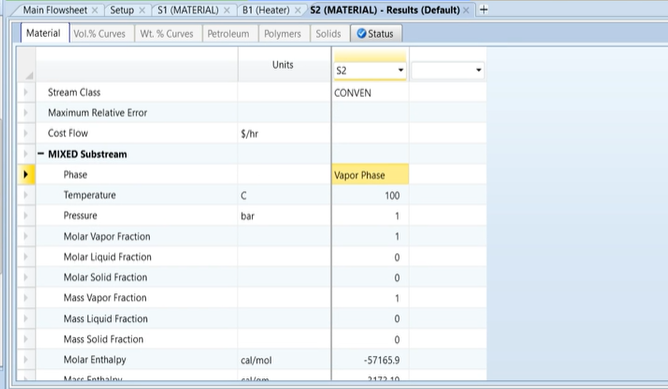 Main Flowsheet × Setup × S1 (MATERIAL) × B1 (Heater) × S2 (MATERIAL) - Results (Default) × +
Material Vol.% Curves Wt. % Curves Petroleum Polymers Solids Status
Units
S2
Stream Class CONVEN
Maximum Relative Error
Cost Flow $/hr
− MIXED Substream
Phase Vapor Phase
Temperature C 100
Pressure bar 1
Molar Vapor Fraction 1
Molar Liquid Fraction 0
Molar Solid Fraction 0
Mass Vapor Fraction 1
Mass Liquid Fraction 0
Mass Solid Fraction 0
Molar Enthalpy cal/mol -57165.9
Mass Enthalpy